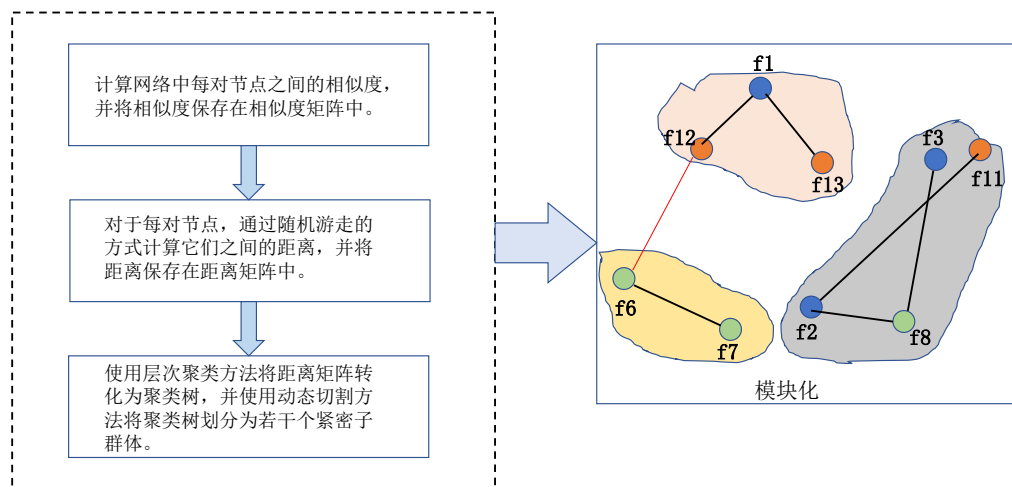 计算网络中每对节点之间的相似度，
并将相似度保存在相似度矩阵中。
对于每对节点，通过随机游走的
方式计算它们之间的距离，并将
距离保存在距离矩阵中。
使用层次聚类方法将距离矩阵转
化为聚类树，并使用动态切割方
法将聚类树划分为若干个紧密子
群体。
f1
f12
f13
f3
f11
f6
f7
f2
f8
模块化